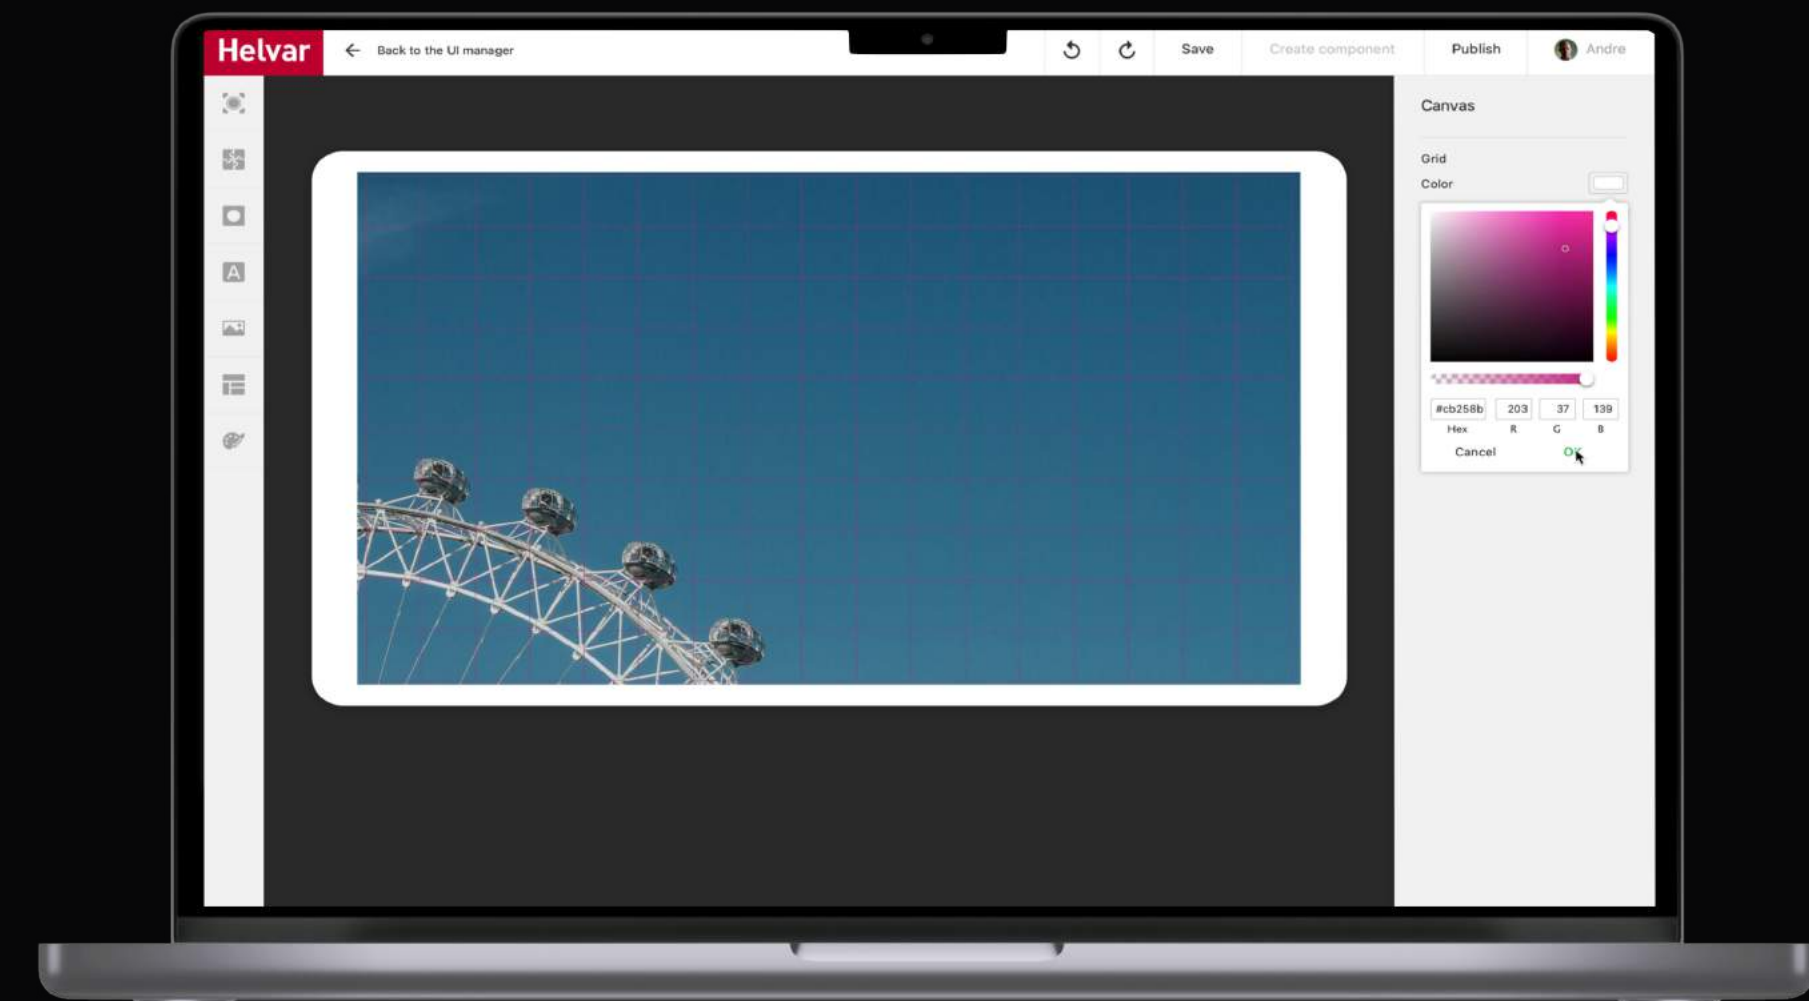 Helvar
Back to the UI manager
Save
Create component
Publish
Andre
Canvas
Grid
Color
#cb258b 203 37 139
Hex R G B
Cancel OK